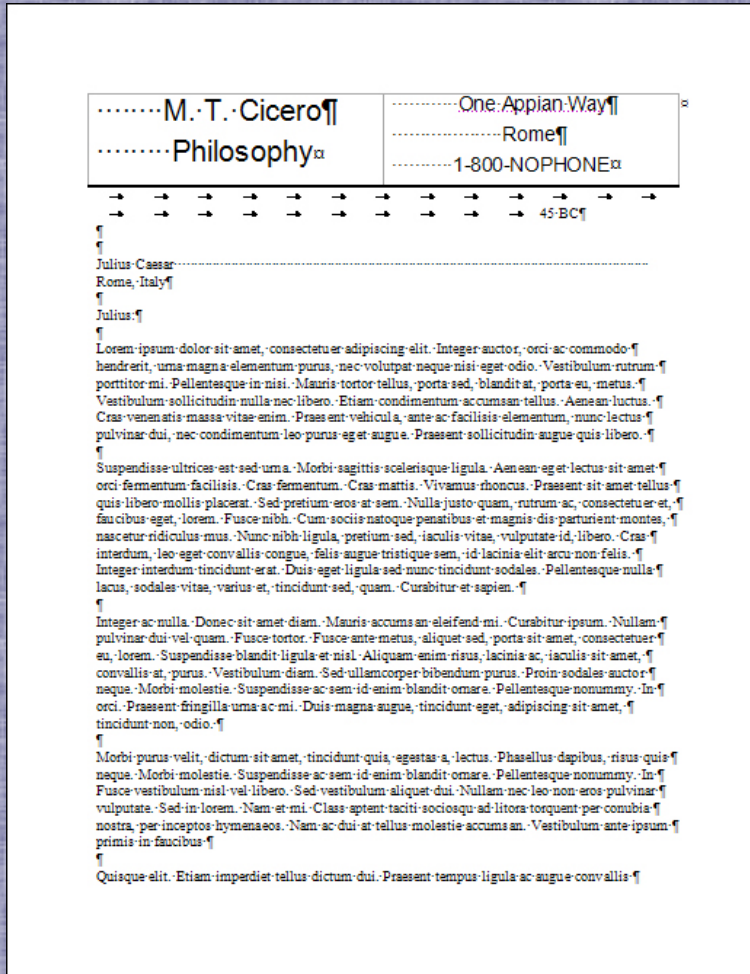 M. T. Cicero¶
Philosophy¤
One Appian Way¶
Rome¶
1-800-NOPHONE¤
45 BC¶
¶
¶
Julius Caesar
Rome, Italy¶
¶
Julius:¶
¶
Lorem ipsum dolor sit amet, consectetuer adipiscing elit. Integer auctor, orci ac commodo ¶
hendrerit, urna magna elementum purus, nec volutpat neque nisi eget odio. Vestibulum rutrum ¶
porttitor mi. Pellentesque in nisi. Mauris tortor tellus, porta sed, blandit at, porta eu, metus. ¶
Vestibulum sollicitudin nulla nec libero. Etiam condimentum accumsan tellus. Aenean luctus. ¶
Cras venenatis massa vitae enim. Praesent vehicula, ante ac facilisis elementum, nunc lectus ¶
pulvinar dui, nec condimentum leo purus eget augue. Praesent sollicitudin augue quis libero. ¶
¶
Suspendisse ultrices est sed urna. Morbi sagittis scelerisque ligula. Aenean eget lectus sit amet ¶
orci fermentum facilisis. Cras fermentum. Cras mattis. Vivamus rhoncus. Praesent sit amet tellus ¶
quis libero mollis placerat. Sed pretium eros at sem. Nulla justo quam, rutrum ac, consectetuer et, ¶
faucibus eget, lorem. Fusce nibh. Cum sociis natoque penatibus et magnis dis parturient montes, ¶
nascetur ridiculus mus. Nunc nibh ligula, pretium sed, iaculis vitae, vulputate id, libero. Cras ¶
interdum, leo eget convallis congue, felis augue tristique sem, id lacinia elit arcu non felis. ¶
Integer interdum tincidunt erat. Duis eget ligula sed nunc tincidunt sodales. Pellentesque nulla ¶
lacus, sodales vitae, varius et, tincidunt sed, quam. Curabitur et sapien. ¶
¶
Integer ac nulla. Donec sit amet diam. Mauris accumsan eleifend mi. Curabitur ipsum. Nullam ¶
pulvinar dui vel quam. Fusce tortor. Fusce ante metus, aliquet sed, porta sit amet, consectetuer ¶
eu, lorem. Suspendisse blandit ligula et nisl. Aliquam enim risus, lacinia ac, iaculis sit amet, ¶
convallis at, purus. Vestibulum diam. Sed ullamcorper bibendum purus. Proin sodales auctor ¶
neque. Morbi molestie. Suspendisse ac sem id enim blandit ornare. Pellentesque nonummy. In ¶
orci. Praesent fringilla urna ac mi. Duis magna augue, tincidunt eget, adipiscing sit amet, ¶
tincidunt non, odio. ¶
¶
Morbi purus velit, dictum sit amet, tincidunt quis, egestas a, lectus. Phasellus dapibus, risus quis ¶
neque. Morbi molestie. Suspendisse ac sem id enim blandit ornare. Pellentesque nonummy. In ¶
Fusce vestibulum nisl vel libero. Sed vestibulum aliquet dui. Nullam nec leo non eros pulvinar ¶
vulputate. Sed in lorem. Nam et mi. Class aptent taciti sociosqu ad litora torquent per conubia ¶
nostra, per inceptos hymenaeos. Nam ac dui at tellus molestie accumsan. Vestibulum ante ipsum ¶
primis in faucibus ¶
¶
Quisque elit. Etiam imperdiet tellus dictum dui. Praesent tempus ligula ac augue convallis ¶